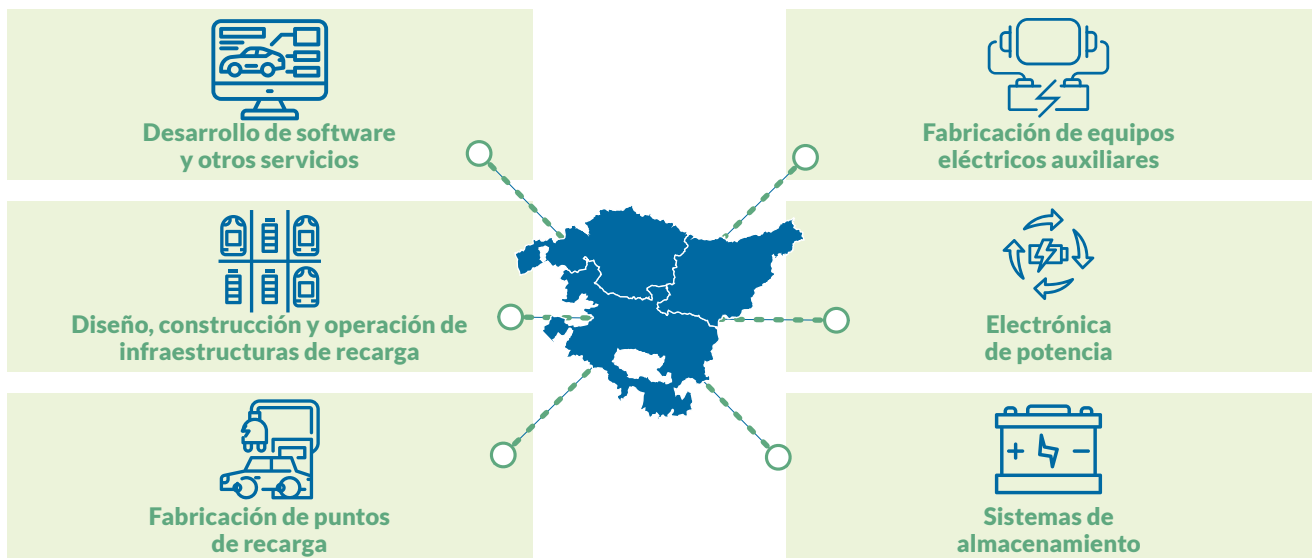 Desarrollo de software
y otros servicios
Fabricación de equipos
eléctricos auxiliares
Diseño, construcción y operación de
infraestructuras de recarga
Electrónica
de potencia
Fabricación de puntos
de recarga
Sistemas de
almacenamiento